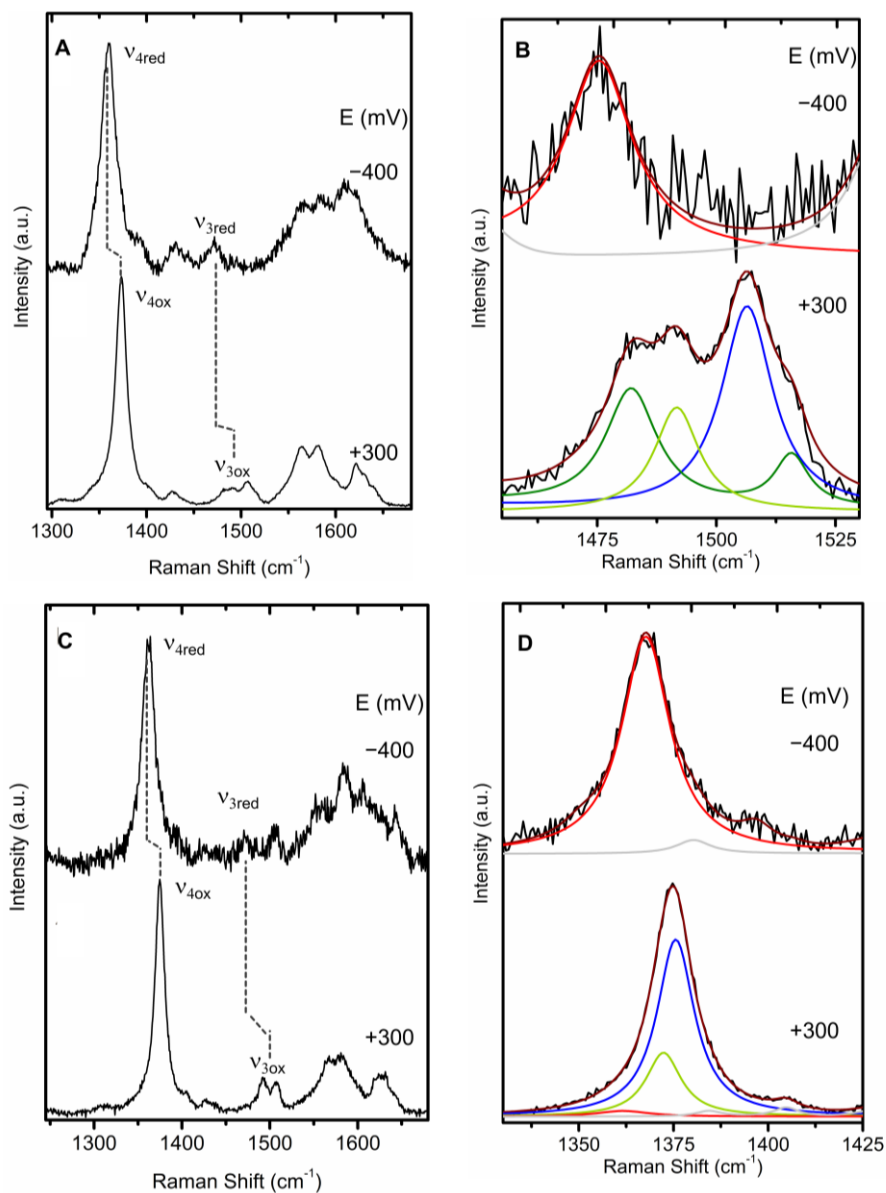 A
E (mV)
ν4red
−400
ν3red
ν4ox
+300
ν3ox
Intensity (a.u.)
1300 1400 1500 1600
Raman Shift (cm⁻¹)
B
E (mV)
−400
+300
Intensity (a.u.)
1475 1500 1525
Raman Shift (cm⁻¹)
C
ν4red
E (mV)
−400
ν3red
ν4ox
+300
ν3ox
Intensity (a.u.)
1300 1400 1500 1600
Raman Shift (cm⁻¹)
D
E (mV)
−400
+300
Intensity (a.u.)
1350 1375 1400 1425
Raman Shift (cm⁻¹)